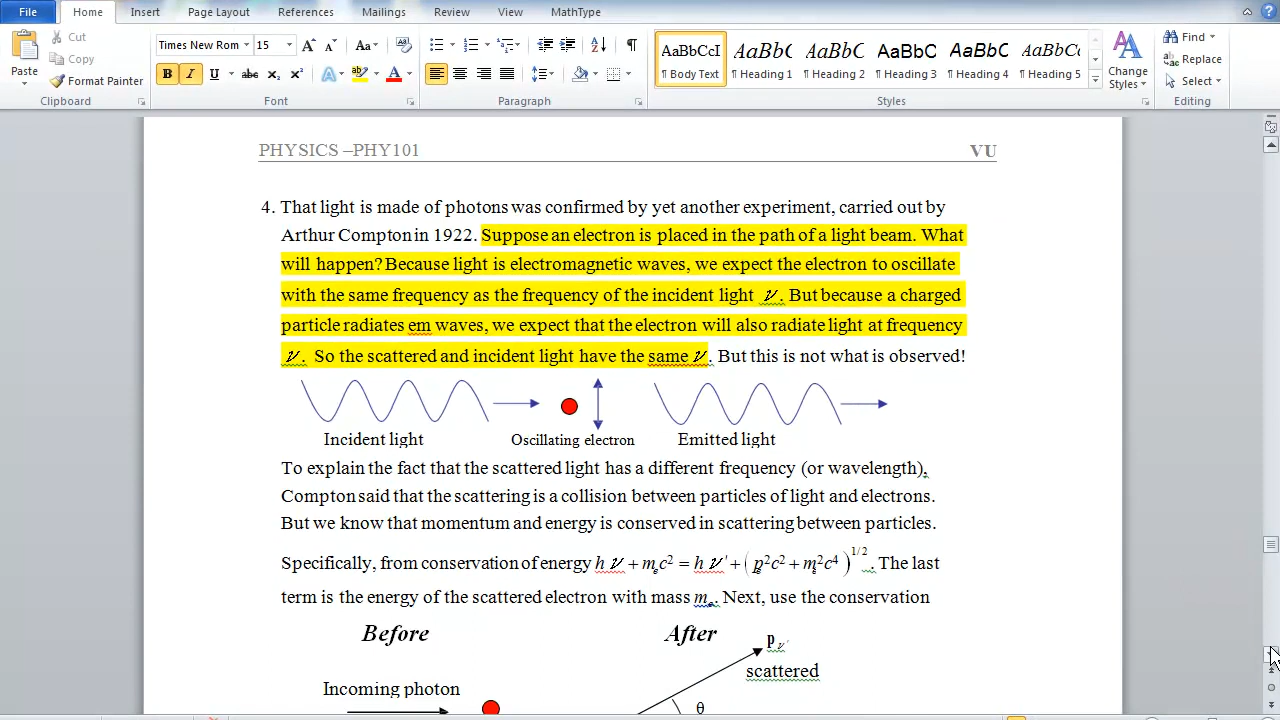 File Home Insert Page Layout References Mailings Review View MathType
Cut
Copy
Format Painter
Paste
Clipboard
Times New Rom 15
Aa
B I U abc x₂ x² A A
Font
Paragraph
AaBbCcI AaBbC AaBbCc AaBbC AaBbC AaBbCc
¶ Body Text ¶ Heading 1 ¶ Heading 2 ¶ Heading 3 ¶ Heading 4 ¶ Heading 5
Styles
Change
Styles
Find
Replace
Select
Editing
PHYSICS –PHY101 VU
4. That light is made of photons was confirmed by yet another experiment, carried out by
Arthur Compton in 1922. Suppose an electron is placed in the path of a light beam. What
will happen? Because light is electromagnetic waves, we expect the electron to oscillate
with the same frequency as the frequency of the incident light ν. But because a charged
particle radiates em waves, we expect that the electron will also radiate light at frequency
ν. So the scattered and incident light have the same ν. But this is not what is observed!
Incident light Oscillating electron Emitted light
To explain the fact that the scattered light has a different frequency (or wavelength),
Compton said that the scattering is a collision between particles of light and electrons.
But we know that momentum and energy is conserved in scattering between particles.
Specifically, from conservation of energy hν + mₑc² = hν′ + (pₑ²c² + mₑ²c⁴)^1/2. The last
term is the energy of the scattered electron with mass mₑ. Next, use the conservation
Before After
p ν′
scattered
Incoming photon
θ